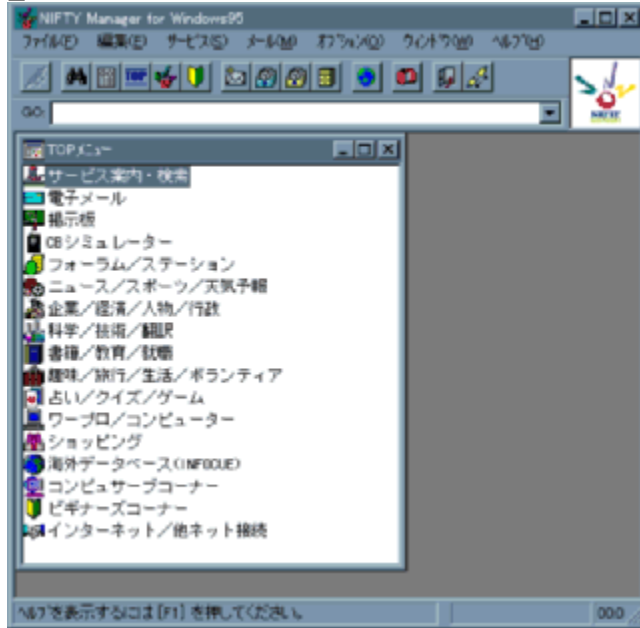 NIFTY Manager for Windows95
ファイル(F) 編集(E) サービス(S) メール(M) オプション(O) ウィンドウ(W) ヘルプ(H)
TOP
GO:
NIFTY
TOPメニュー
サービス案内・検索
電子メール
掲示板
CBシミュレーター
フォーラム/ステーション
ニュース/スポーツ/天気予報
企業/経済/人物/行政
科学/技術/翻訳
書籍/教育/就職
趣味/旅行/生活/ボランティア
占い/クイズ/ゲーム
ワープロ/コンピューター
ショッピング
海外データベース(INFOCUE)
コンピュサーブコーナー
ビギナーズコーナー
インターネット/他ネット接続
ヘルプを表示するには [F1] を押してください。